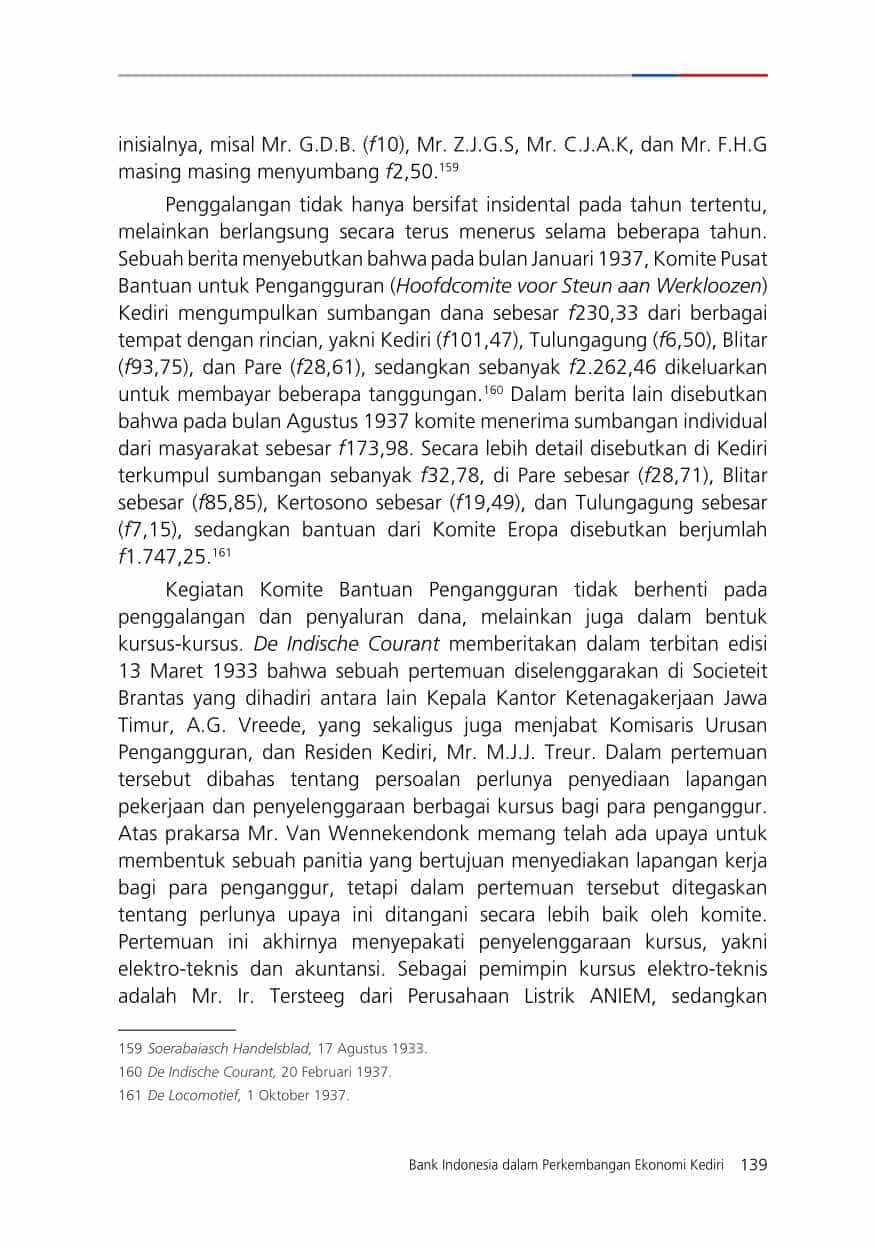 inisialnya, misal Mr. G.D.B. (f10), Mr. Z.J.G.S, Mr. C.J.A.K, dan Mr. F.H.G
masing masing menyumbang f2,50.159
Penggalangan tidak hanya bersifat insidental pada tahun tertentu,
melainkan berlangsung secara terus menerus selama beberapa tahun.
Sebuah berita menyebutkan bahwa pada bulan Januari 1937, Komite Pusat
Bantuan untuk Pengangguran (Hoofdcomite voor Steun aan Werkloozen)
Kediri mengumpulkan sumbangan dana sebesar f230,33 dari berbagai
tempat dengan rincian, yakni Kediri (f101,47), Tulungagung (f6,50), Blitar
(f93,75), dan Pare (f28,61), sedangkan sebanyak f2.262,46 dikeluarkan
untuk membayar beberapa tanggungan.160 Dalam berita lain disebutkan
bahwa pada bulan Agustus 1937 komite menerima sumbangan individual
dari masyarakat sebesar f173,98. Secara lebih detail disebutkan di Kediri
terkumpul sumbangan sebanyak f32,78, di Pare sebesar (f28,71), Blitar
sebesar (f85,85), Kertosono sebesar (f19,49), dan Tulungagung sebesar
(f7,15), sedangkan bantuan dari Komite Eropa disebutkan berjumlah
f1.747,25.161
Kegiatan Komite Bantuan Pengangguran tidak berhenti pada
penggalangan dan penyaluran dana, melainkan juga dalam bentuk
kursus-kursus. De Indische Courant memberitakan dalam terbitan edisi
13 Maret 1933 bahwa sebuah pertemuan diselenggarakan di Societeit
Brantas yang dihadiri antara lain Kepala Kantor Ketenagakerjaan Jawa
Timur, A.G. Vreede, yang sekaligus juga menjabat Komisaris Urusan
Pengangguran, dan Residen Kediri, Mr. M.J.J. Treur. Dalam pertemuan
tersebut dibahas tentang persoalan perlunya penyediaan lapangan
pekerjaan dan penyelenggaraan berbagai kursus bagi para penganggur.
Atas prakarsa Mr. Van Wennekendonk memang telah ada upaya untuk
membentuk sebuah panitia yang bertujuan menyediakan lapangan kerja
bagi para penganggur, tetapi dalam pertemuan tersebut ditegaskan
tentang perlunya upaya ini ditangani secara lebih baik oleh komite.
Pertemuan ini akhirnya menyepakati penyelenggaraan kursus, yakni
elektro-teknis dan akuntansi. Sebagai pemimpin kursus elektro-teknis
adalah Mr. Ir. Tersteeg dari Perusahaan Listrik ANIEM, sedangkan
159 Soerabaiasch Handelsblad, 17 Agustus 1933.
160 De Indische Courant, 20 Februari 1937.
161 De Locomotief, 1 Oktober 1937.
Bank Indonesia dalam Perkembangan Ekonomi Kediri 139